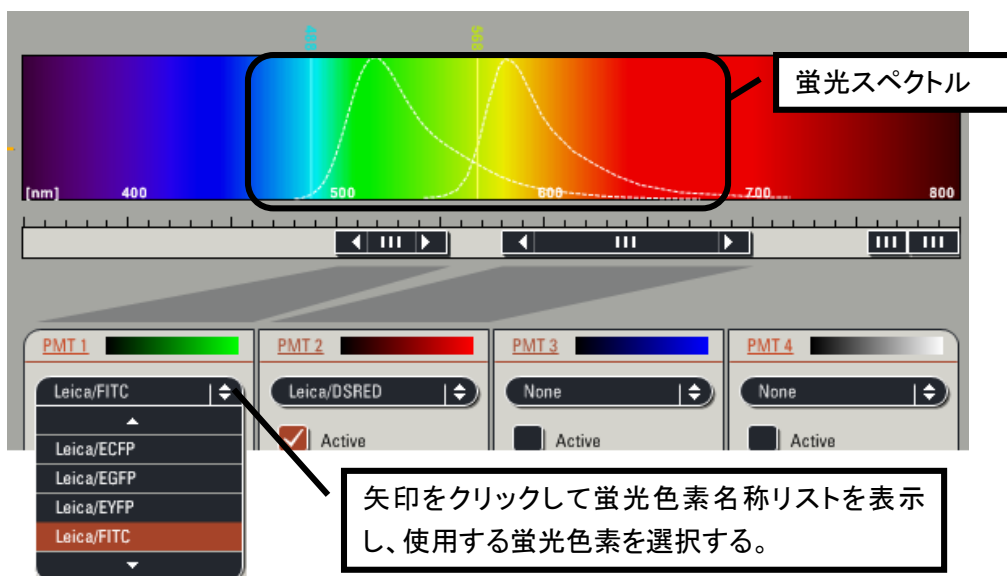 488
568
蛍光スペクトル
[nm]
400
500
600
700
800
PMT 1
PMT 2
PMT 3
PMT 4
Leica/FITC
Leica/DSRED
None
None
Active
Active
Active
Leica/ECFP
Leica/EGFP
Leica/EYFP
Leica/FITC
矢印をクリックして蛍光色素名称リストを表示
し、使用する蛍光色素を選択する。